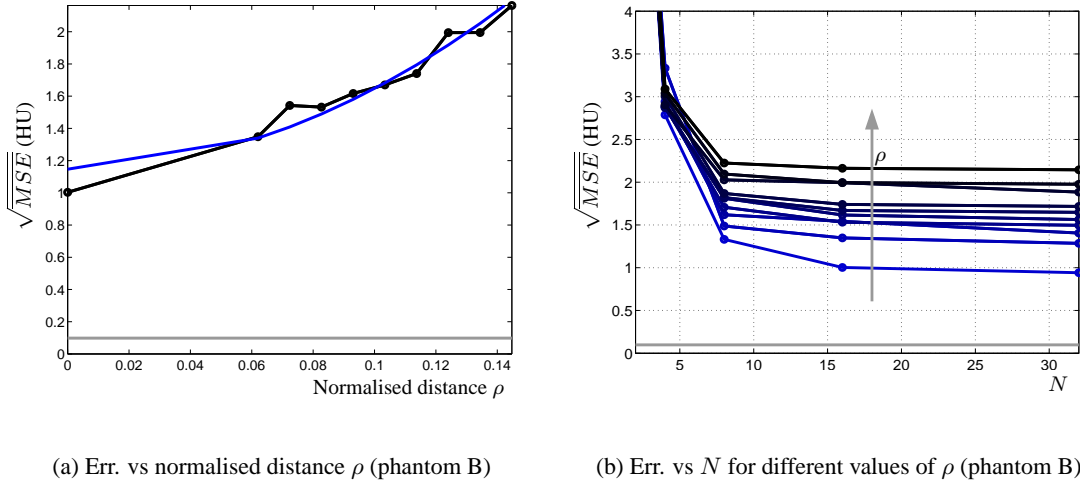 2
1.8
1.6
1.4
1.2
1
0.8
0.6
0.4
0.2
0
√MSE (HU)
0 0.02 0.04 0.06 0.08 0.1 0.12 0.14
Normalised distance ρ
(a) Err. vs normalised distance ρ (phantom B)
4
3.5
3
2.5
2
1.5
1
0.5
0
√MSE (HU)
ρ
5 10 15 20 25 30
N
(b) Err. vs N for different values of ρ (phantom B)